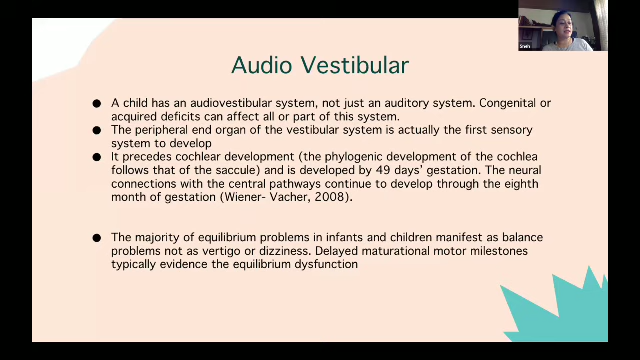 Audio Vestibular
● A child has an audiovestibular system, not just an auditory system. Congenital or
acquired deficits can affect all or part of this system.
● The peripheral end organ of the vestibular system is actually the first sensory
system to develop
● It precedes cochlear development (the phylogenic development of the cochlea
follows that of the saccule) and is developed by 49 days' gestation. The neural
connections with the central pathways continue to develop through the eighth
month of gestation (Wiener- Vacher, 2008).
● The majority of equilibrium problems in infants and children manifest as balance
problems not as vertigo or dizziness. Delayed maturational motor milestones
typically evidence the equilibrium dysfunction